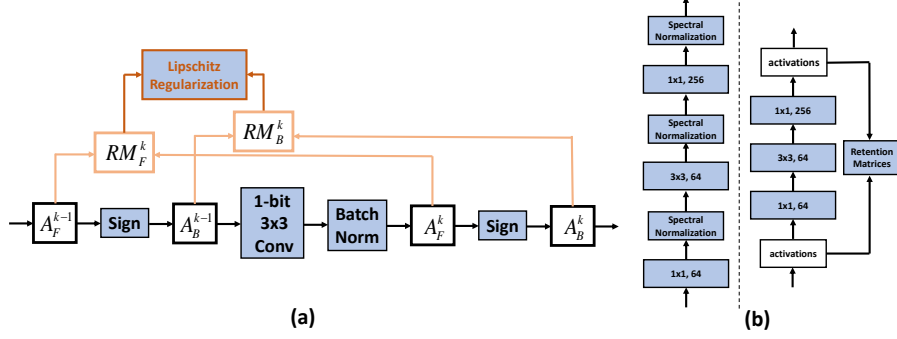 Lipschitz
Regularization
RM_F^k
RM_B^k
A_F^{k-1}
Sign
A_B^{k-1}
1-bit
3x3
Conv
Batch
Norm
A_F^k
Sign
A_B^k
(a)
Spectral
Normalization
1x1, 256
Spectral
Normalization
3x3, 64
Spectral
Normalization
1x1, 64
activations
1x1, 256
3x3, 64
Retention
Matrices
1x1, 64
activations
(b)